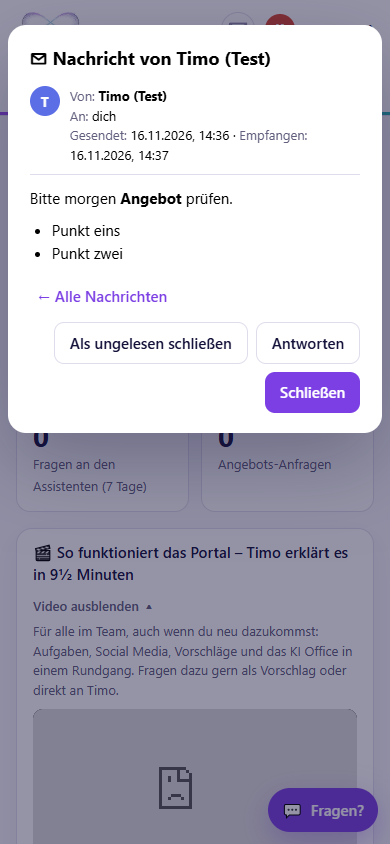 Nachricht von Timo (Test)
T
Von: Timo (Test)
An: dich
Gesendet: 16.11.2026, 14:36 · Empfangen:
16.11.2026, 14:37
Bitte morgen Angebot prüfen.
• Punkt eins
• Punkt zwei
← Alle Nachrichten
Als ungelesen schließen
Antworten
Schließen
0
0
Fragen an den
Assistenten (7 Tage)
Angebots-Anfragen
🎬 So funktioniert das Portal – Timo erklärt es
in 9½ Minuten
Video ausblenden ▲
Für alle im Team, auch wenn du neu dazukommst:
Aufgaben, Social Media, Vorschläge und das KI Office in
einem Rundgang. Fragen dazu gern als Vorschlag oder
direkt an Timo.
💬 Fragen?